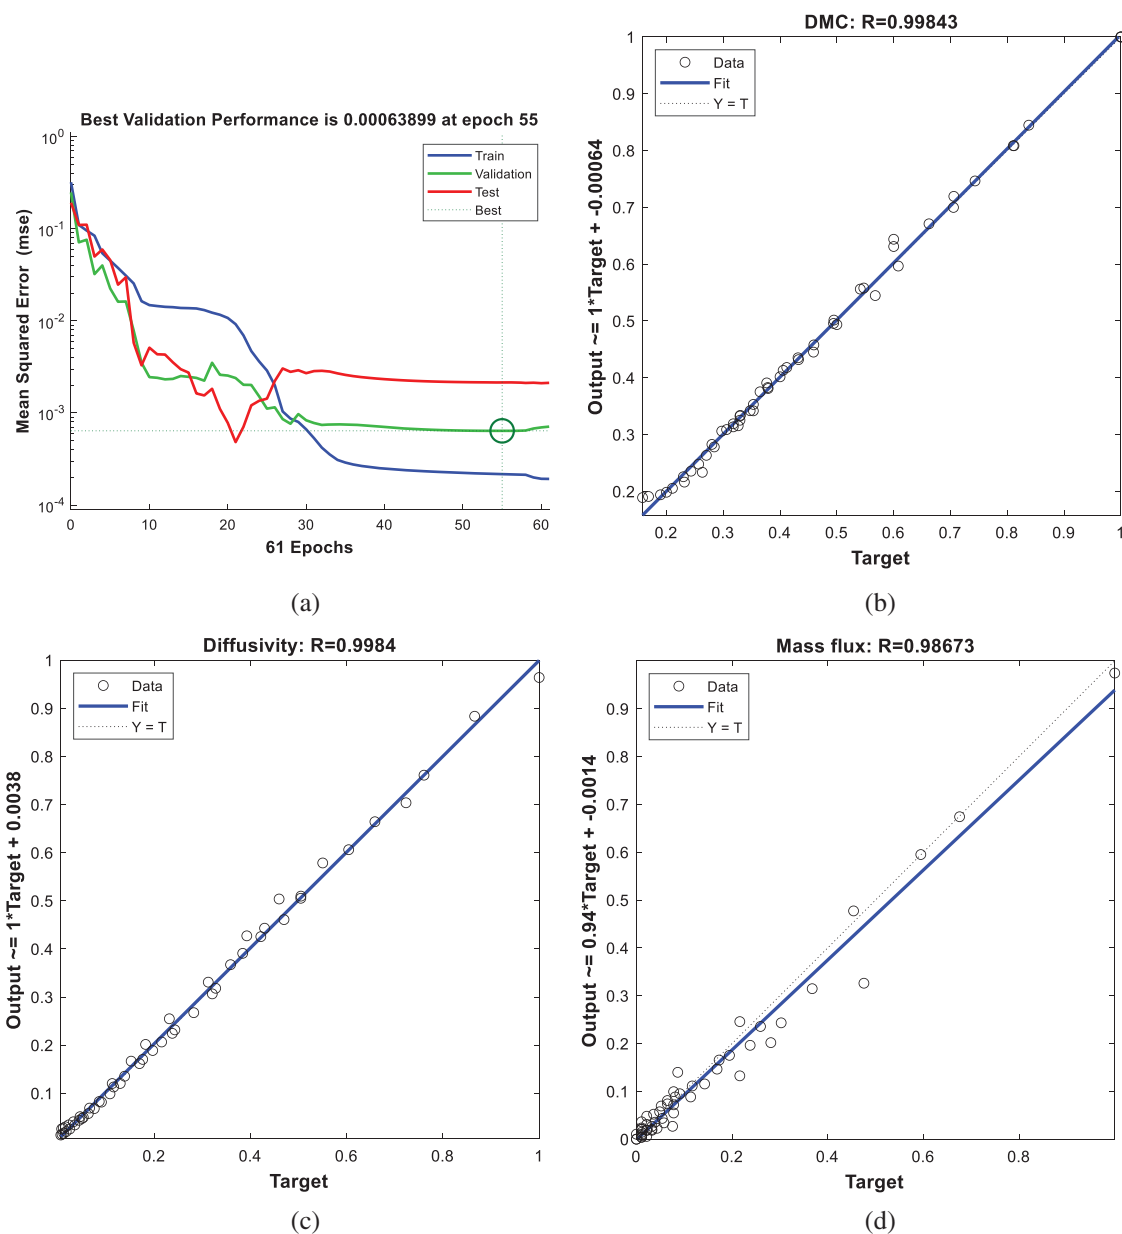 Best Validation Performance is 0.00063899 at epoch 55
Mean Squared Error (mse)
10^0
10^-1
10^-2
10^-3
10^-4
Train
Validation
Test
Best
0 10 20 30 40 50 60
61 Epochs
(a)
DMC: R=0.99843
Output ~= 1*Target + -0.00064
1
0.9
0.8
0.7
0.6
0.5
0.4
0.3
0.2
Data
Fit
Y = T
0.2 0.3 0.4 0.5 0.6 0.7 0.8 0.9 1
Target
(b)
Diffusivity: R=0.9984
Output ~= 1*Target + 0.0038
1
0.9
0.8
0.7
0.6
0.5
0.4
0.3
0.2
0.1
Data
Fit
Y = T
0.2 0.4 0.6 0.8 1
Target
(c)
Mass flux: R=0.98673
Output ~= 0.94*Target + -0.0014
1
0.9
0.8
0.7
0.6
0.5
0.4
0.3
0.2
0.1
0
Data
Fit
Y = T
0 0.2 0.4 0.6 0.8
Target
(d)